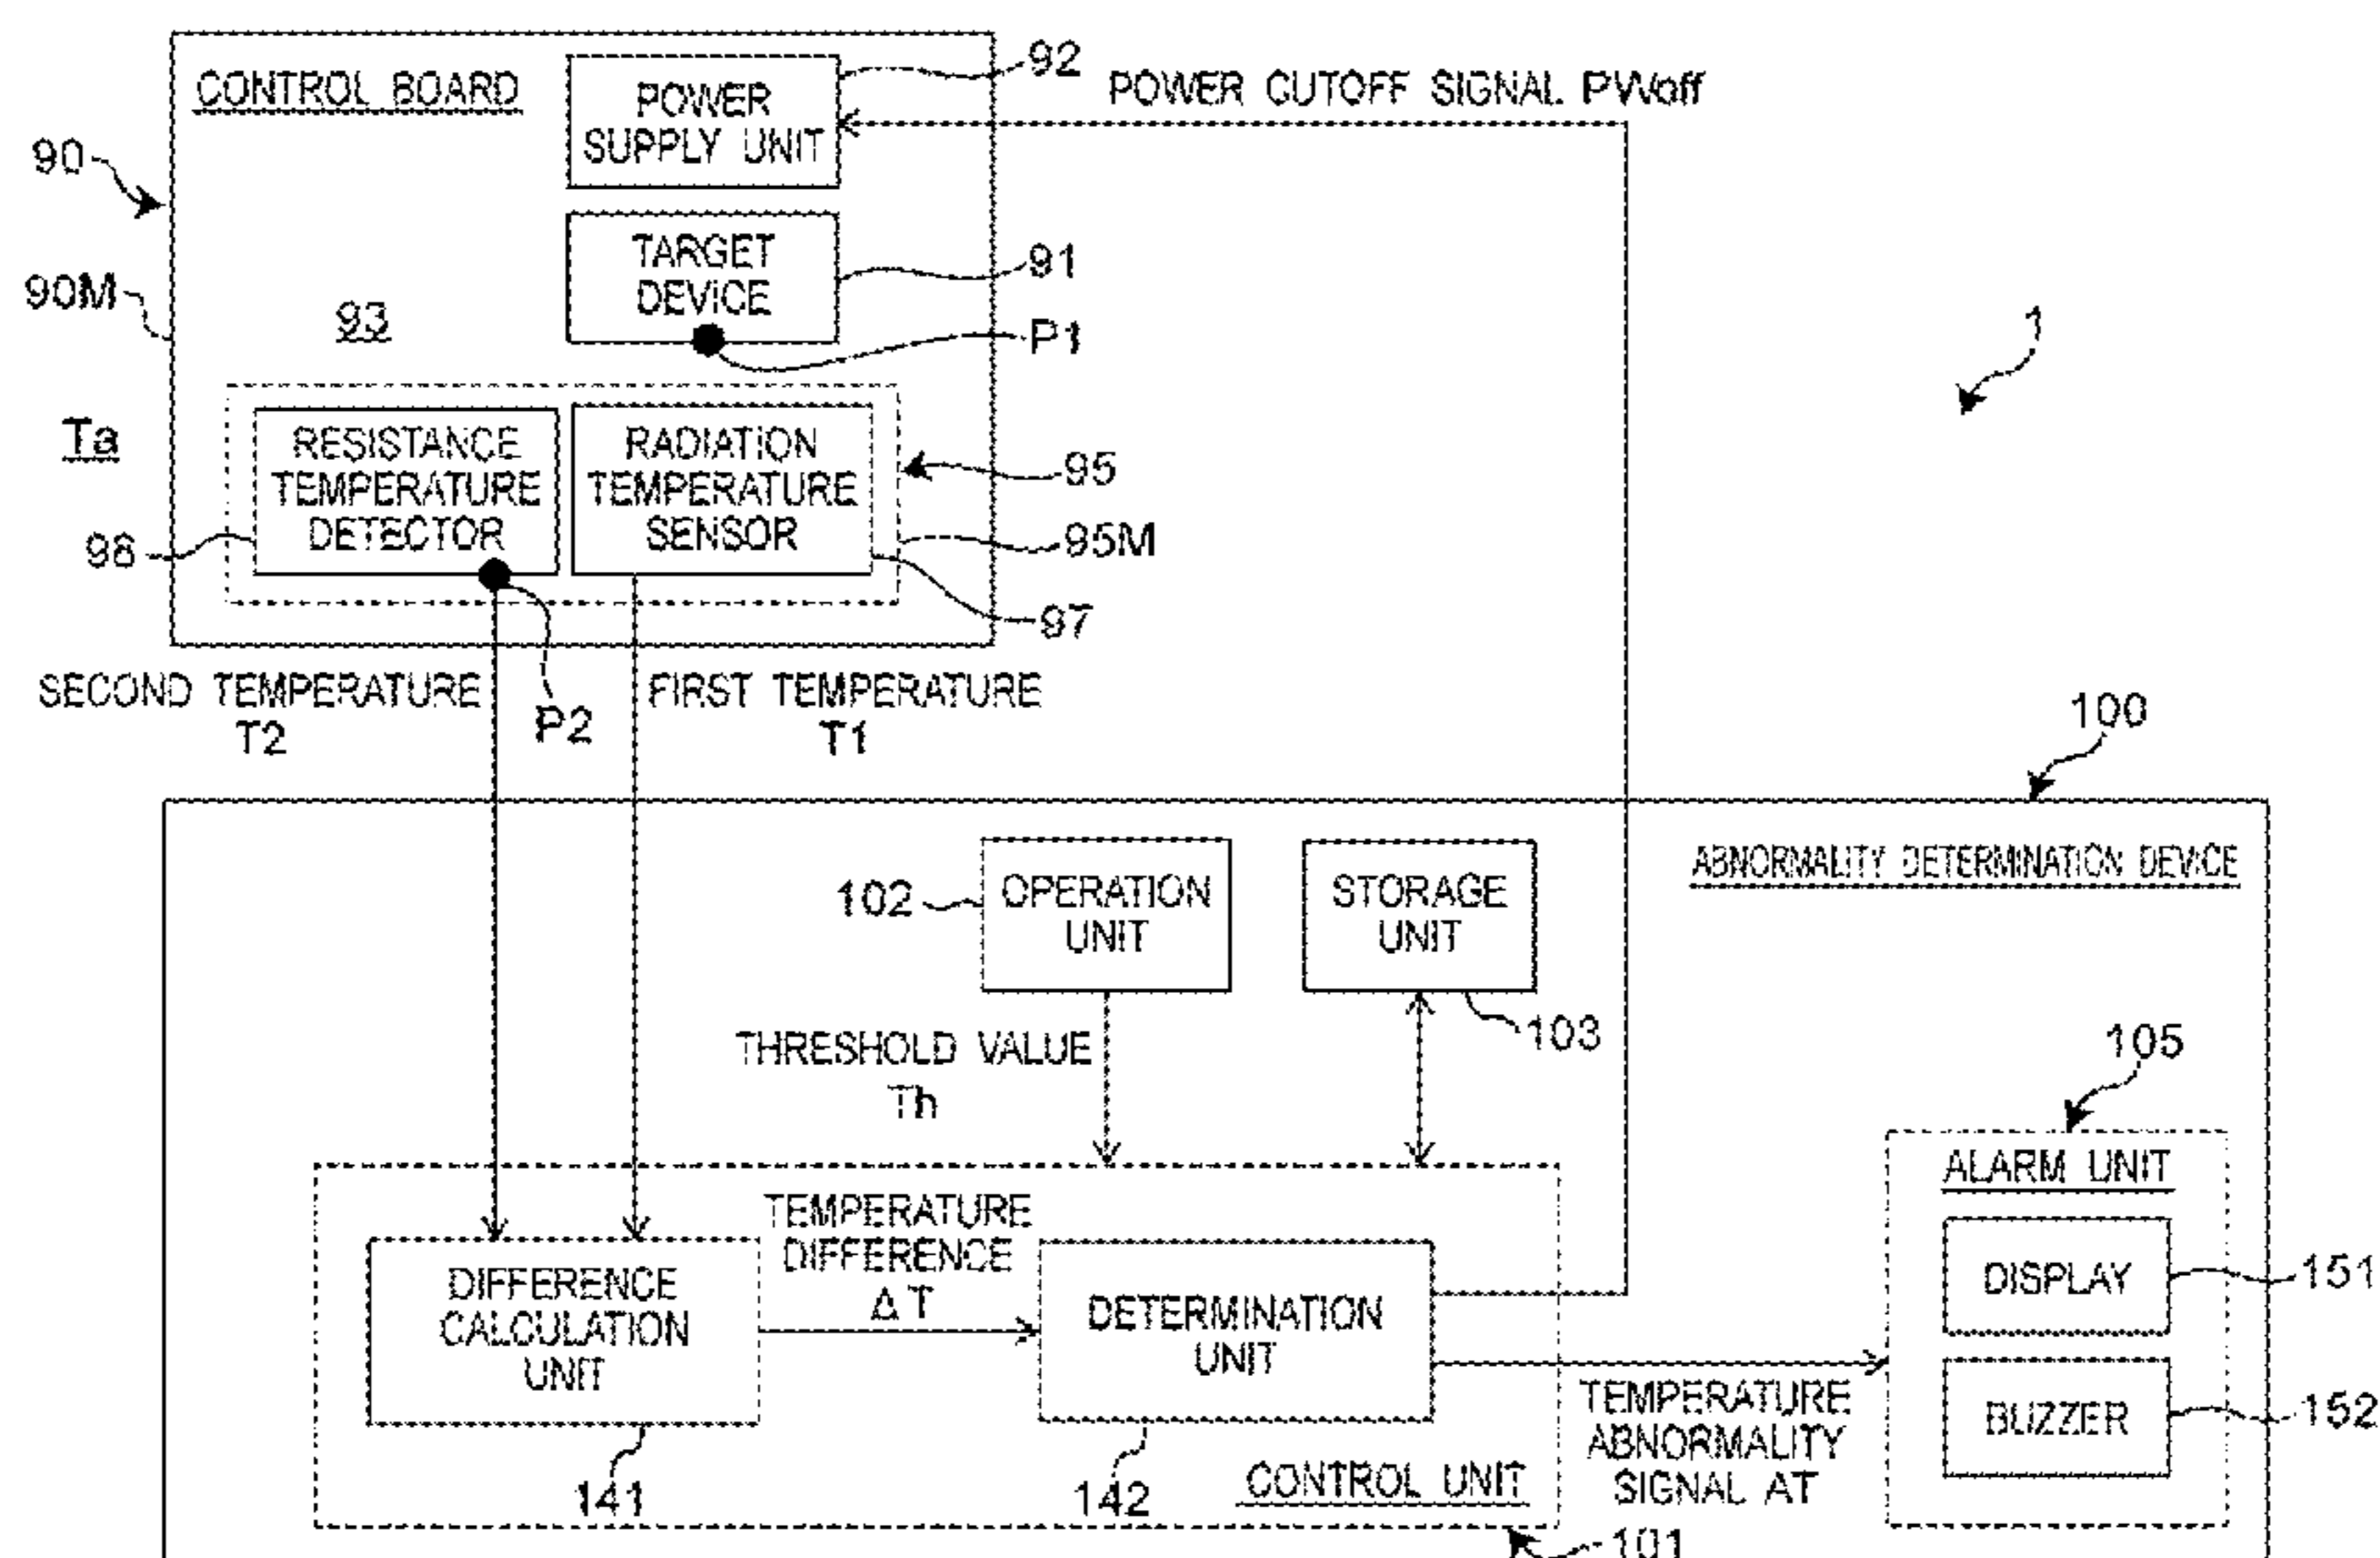 CONTROL BOARD
POWER
SUPPLY UNIT
92
POWER CUTOFF SIGNAL PWoff
90
TARGET
DEVICE
91
90M
93
P1
1
Ta
RESISTANCE
TEMPERATURE
DETECTOR
RADIATION
TEMPERATURE
SENSOR
95
98
95M
97
SECOND TEMPERATURE
T2
P2
FIRST TEMPERATURE
T1
100
ABNORMALITY DETERMINATION DEVICE
102
OPERATION
UNIT
STORAGE
UNIT
103
THRESHOLD VALUE
Th
105
ALARM UNIT
TEMPERATURE
DIFFERENCE
ΔT
DIFFERENCE
CALCULATION
UNIT
DETERMINATION
UNIT
DISPLAY
151
BUZZER
152
TEMPERATURE
ABNORMALITY
SIGNAL AT
141
142
CONTROL UNIT
101